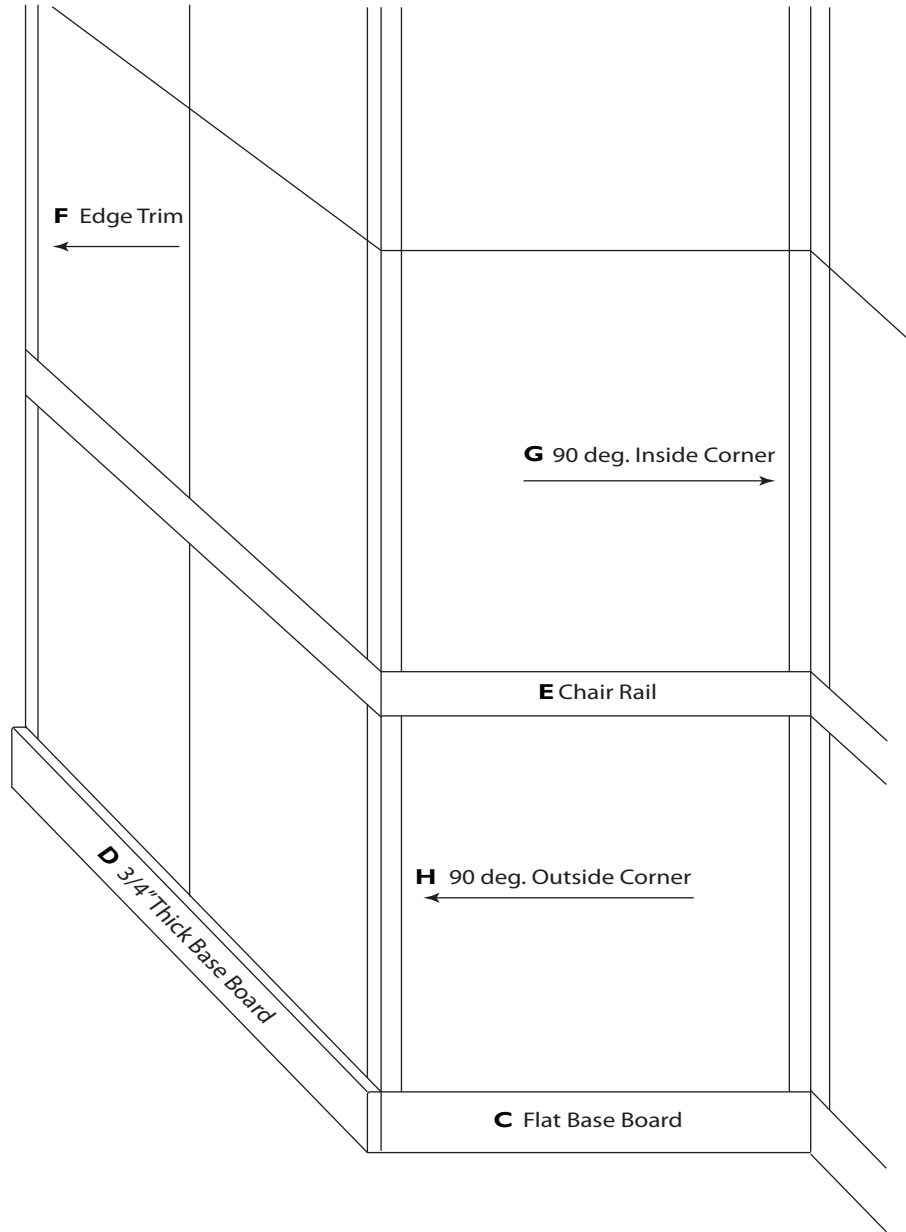 F Edge Trim
G 90 deg. Inside Corner
E Chair Rail
H 90 deg. Outside Corner
D 3/4" Thick Base Board
C Flat Base Board